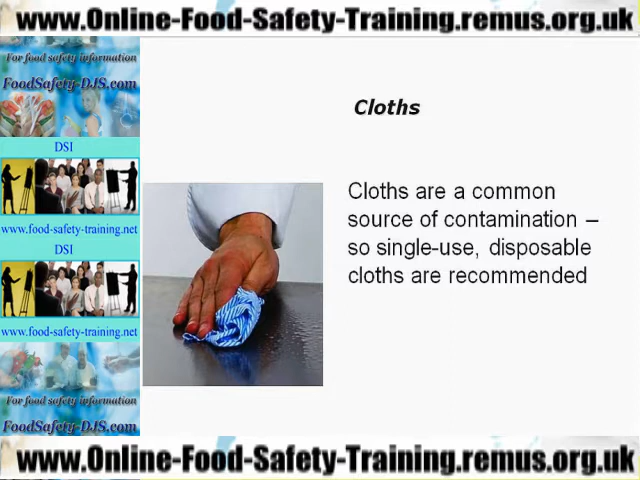 www.Online-Food-Safety-Training.remus.org.uk
For food safety information
FoodSafety-DJS.com
DSI
www.food-safety-training.net
DSI
www.food-safety-training.net
For food safety information
FoodSafety-DJS.com
Cloths
Cloths are a common
source of contamination –
so single-use, disposable
cloths are recommended
www.Online-Food-Safety-Training.remus.org.uk